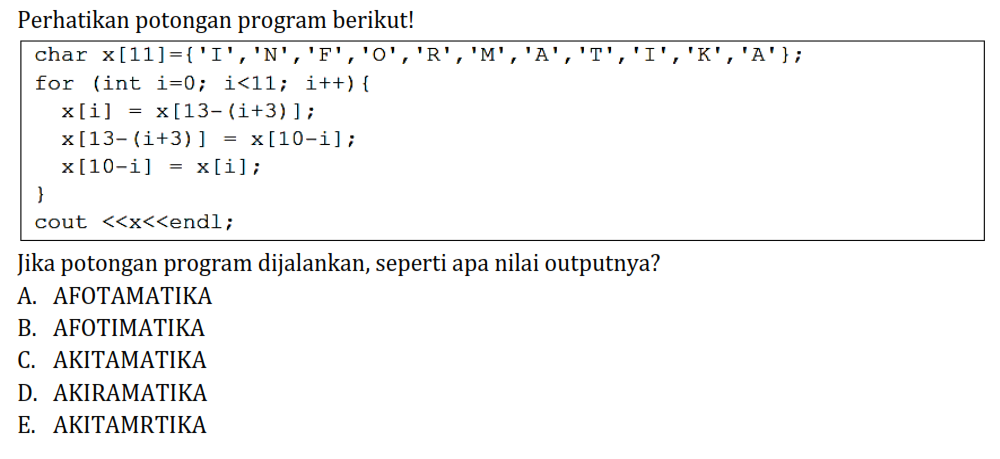 Perhatikan potongan program berikut!
char x[11]={'I','N','F','O','R','M','A','T','I','K','A'};
for (int i=0; i<11; i++){
x[i] = x[13-(i+3)];
x[13-(i+3)] = x[10-i];
x[10-i] = x[i];
}
cout <<x<<endl;
Jika potongan program dijalankan, seperti apa nilai outputnya?
A. AFOTAMATIKA
B. AFOTIMATIKA
C. AKITAMATIKA
D. AKIRAMATIKA
E. AKITAMRTIKA